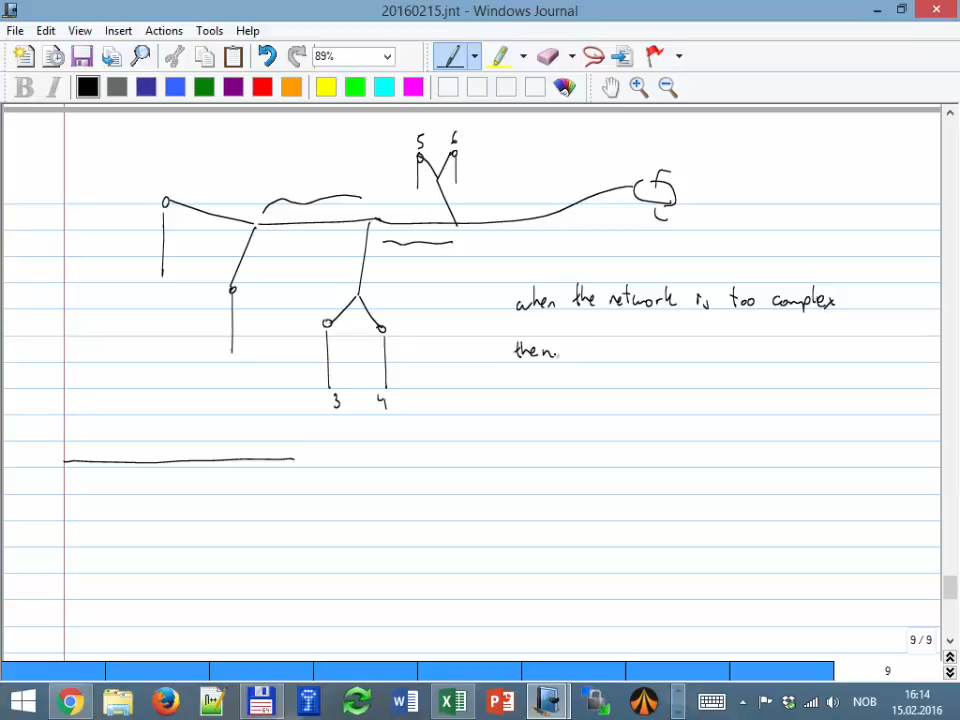 20160215.jnt - Windows Journal
File Edit View Insert Actions Tools Help
89%
B I
5 6
when the network is too complex
then.
3 4
9 / 9
9
NOB
16:14
15.02.2016